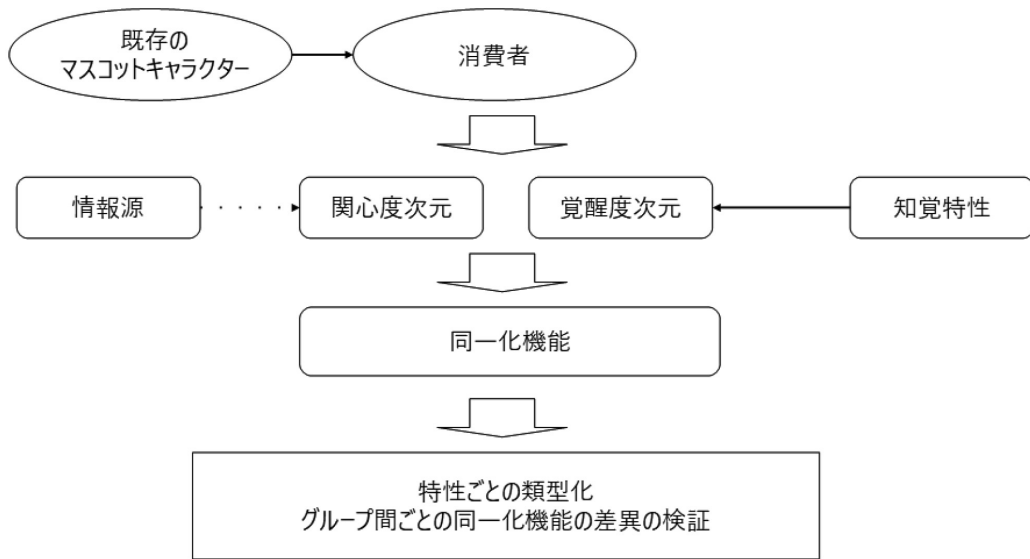 既存の
マスコットキャラクター
消費者
情報源
関心度次元
覚醒度次元
知覚特性
同一化機能
特性ごとの類型化
グループ間ごとの同一化機能の差異の検証